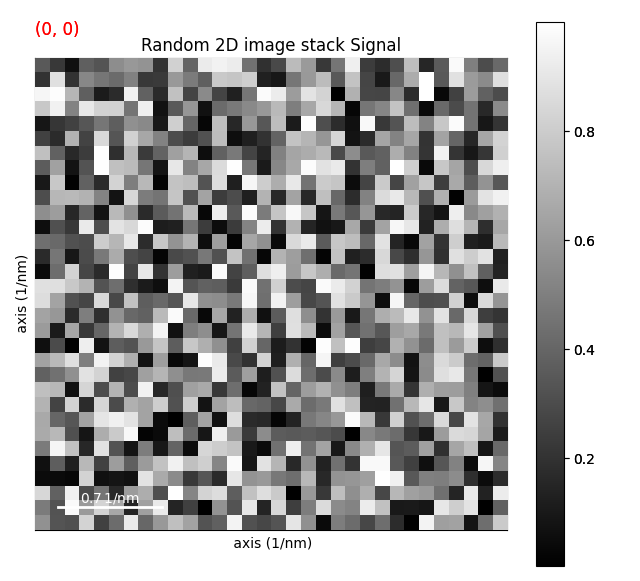 (0, 0)
Random 2D image stack Signal
axis (1/nm)
0.8
0.6
0.4
0.2
0.7 1/nm
axis (1/nm)